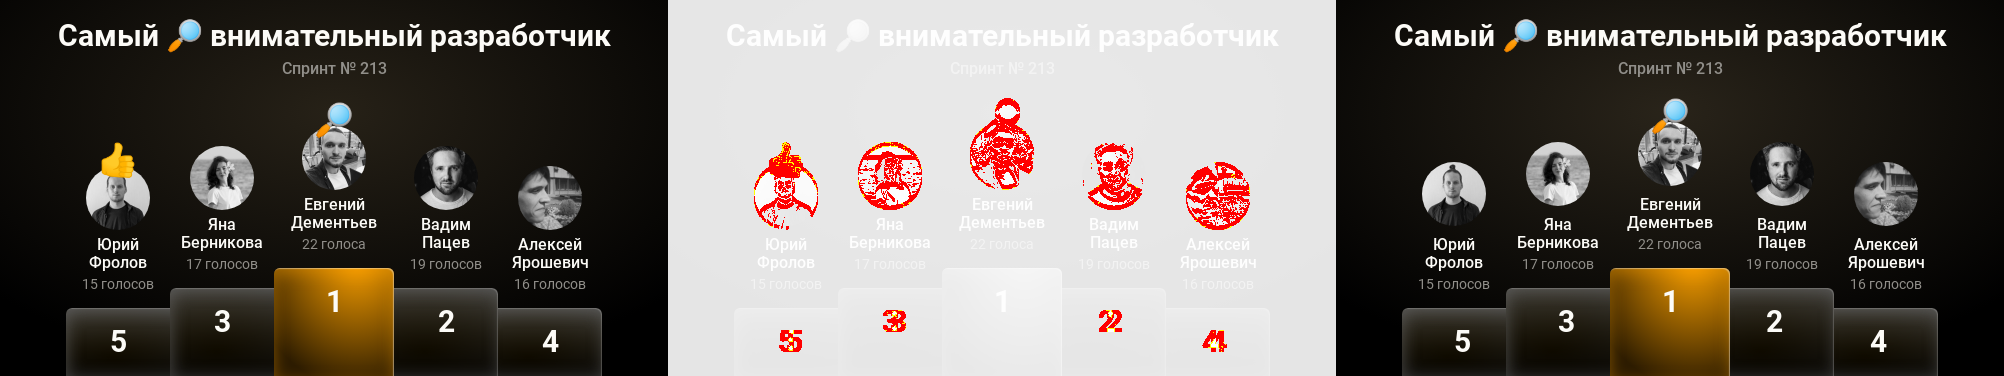 Самый 🔎 внимательный разработчик
Спринт № 213
Юрий
Фролов
15 голосов
5
Яна
Берникова
17 голосов
3
Евгений
Дементьев
22 голоса
1
Вадим
Пацев
19 голосов
2
Алексей
Ярошевич
16 голосов
4
Самый 🔎 внимательный разработчик
Спринт № 213
Юрий
Фролов
15 голосов
5
Яна
Берникова
17 голосов
3
Евгений
Дементьев
22 голоса
1
Вадим
Пацев
19 голосов
2
Алексей
Ярошевич
16 голосов
4
Самый 🔎 внимательный разработчик
Спринт № 213
Юрий
Фролов
15 голосов
5
Яна
Берникова
17 голосов
3
Евгений
Дементьев
22 голоса
1
Вадим
Пацев
19 голосов
2
Алексей
Ярошевич
16 голосов
4